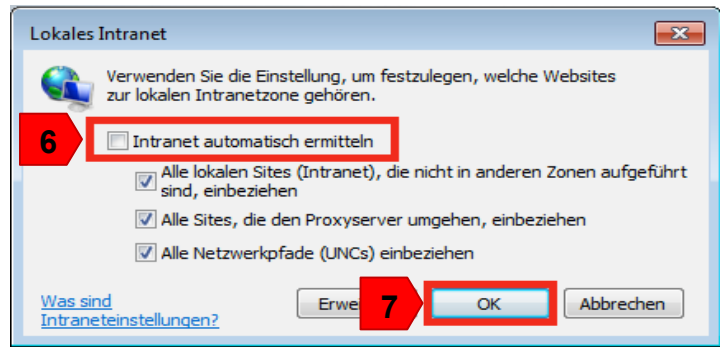 Lokales Intranet
Verwenden Sie die Einstellung, um festzulegen, welche Websites
zur lokalen Intranetzone gehören.
6
Intranet automatisch ermitteln
Alle lokalen Sites (Intranet), die nicht in anderen Zonen aufgeführt
sind, einbeziehen
Alle Sites, die den Proxyserver umgehen, einbeziehen
Alle Netzwerkpfade (UNCs) einbeziehen
Was sind
Intraneteinstellungen?
7
OK
Abbrechen